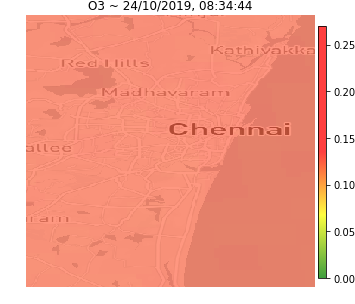 O3 ~ 24/10/2019, 08:34:44
Kathivakka
Red Hills
Madhavaram
Chennai
allee
0.25
0.20
0.15
0.10
0.05
0.00